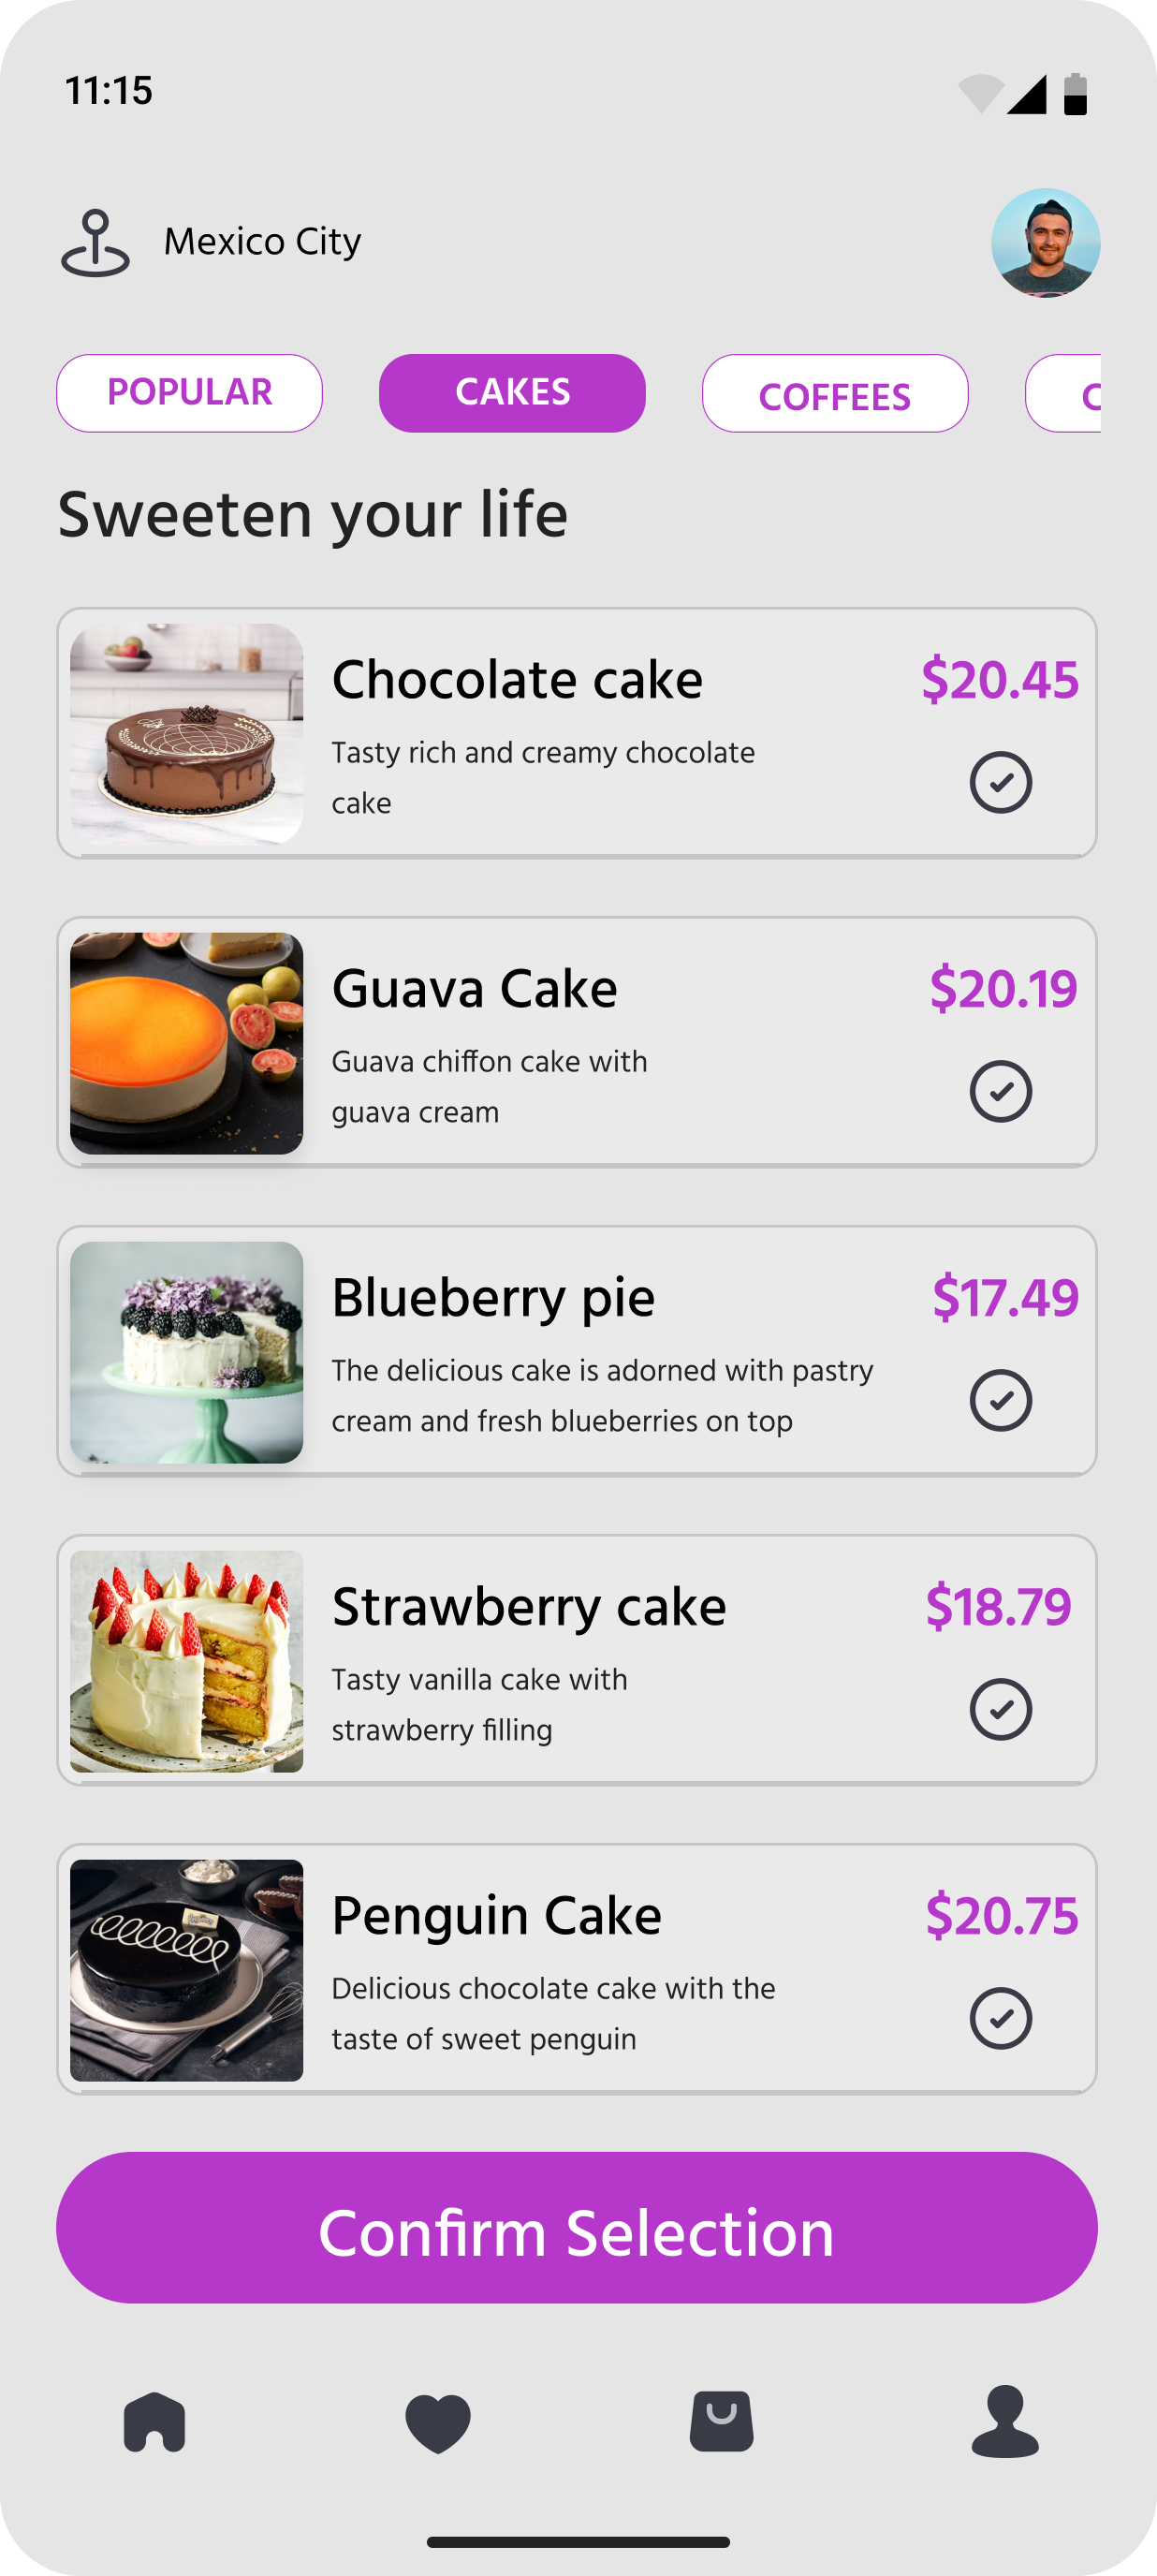 11:15
Mexico City
POPULAR
CAKES
COFFEES
Sweeten your life
Chocolate cake
$20.45
Tasty rich and creamy chocolate
cake
Guava Cake
$20.19
Guava chiffon cake with
guava cream
Blueberry pie
$17.49
The delicious cake is adorned with pastry
cream and fresh blueberries on top
Strawberry cake
$18.79
Tasty vanilla cake with
strawberry filling
Penguin Cake
$20.75
Delicious chocolate cake with the
taste of sweet penguin
Confirm Selection